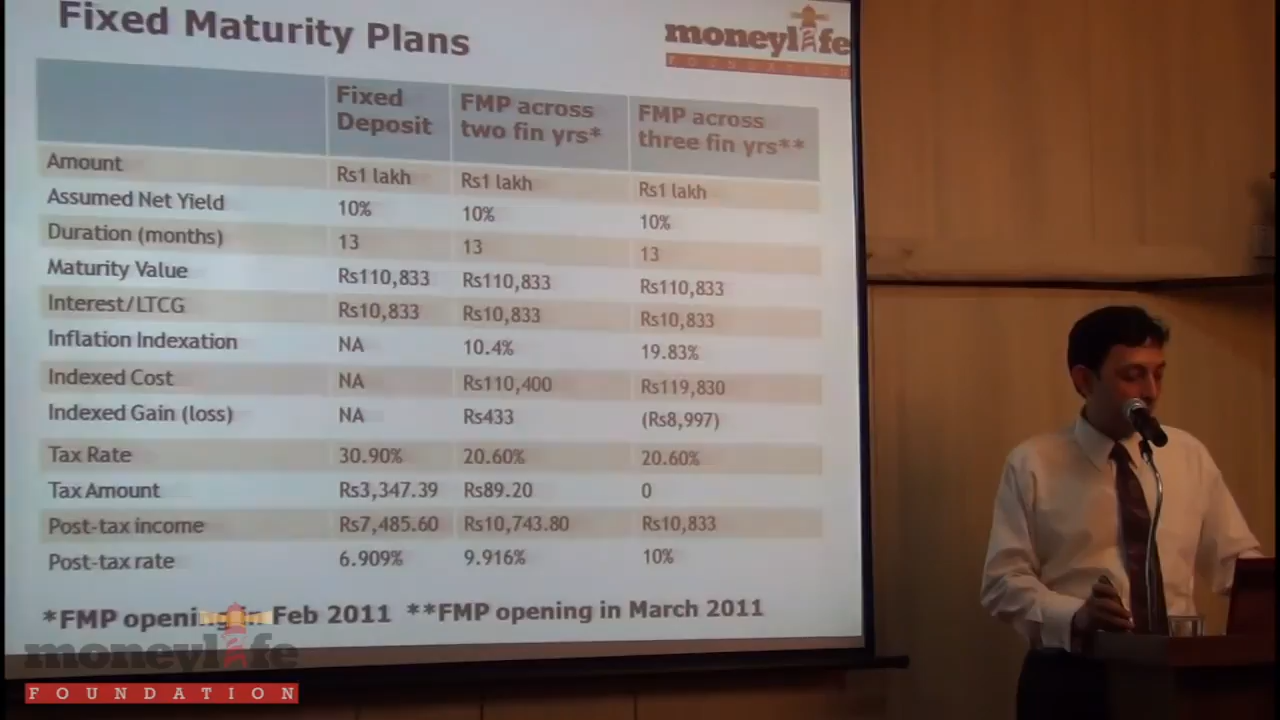 Fixed Maturity Plans
moneylife
FOUNDATION
Fixed Deposit FMP across two fin yrs* FMP across three fin yrs**
Amount Rs1 lakh Rs1 lakh Rs1 lakh
Assumed Net Yield 10% 10% 10%
Duration (months) 13 13 13
Maturity Value Rs110,833 Rs110,833 Rs110,833
Interest/LTCG Rs10,833 Rs10,833 Rs10,833
Inflation Indexation NA 10.4% 19.83%
Indexed Cost NA Rs110,400 Rs119,830
Indexed Gain (loss) NA Rs433 (Rs8,997)
Tax Rate 30.90% 20.60% 20.60%
Tax Amount Rs3,347.39 Rs89.20 0
Post-tax income Rs7,485.60 Rs10,743.80 Rs10,833
Post-tax rate 6.909% 9.916% 10%
*FMP opening in Feb 2011 **FMP opening in March 2011
moneylife
FOUNDATION